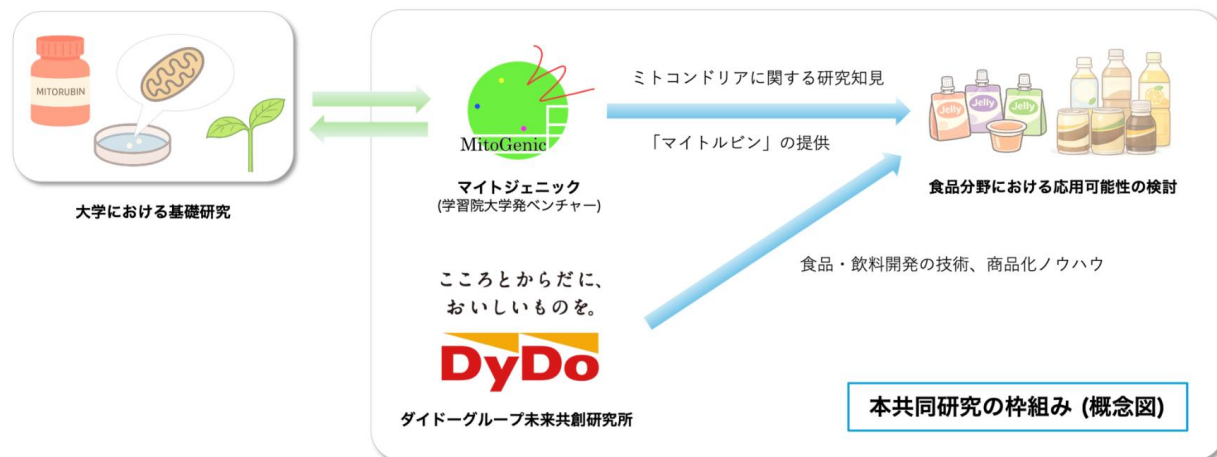 MITORUBIN
大学における基礎研究
MitoGenic
マイトジェニック
(学習院大学発ベンチャー)
ミトコンドリアに関する研究知見
「マイトルビン」の提供
Jelly
Jelly
Jelly
食品分野における応用可能性の検討
食品・飲料開発の技術、商品化ノウハウ
こころとからだに、
おいしいものを。
DyDo
ダイドーグループ未来共創研究所
本共同研究の枠組み (概念図)